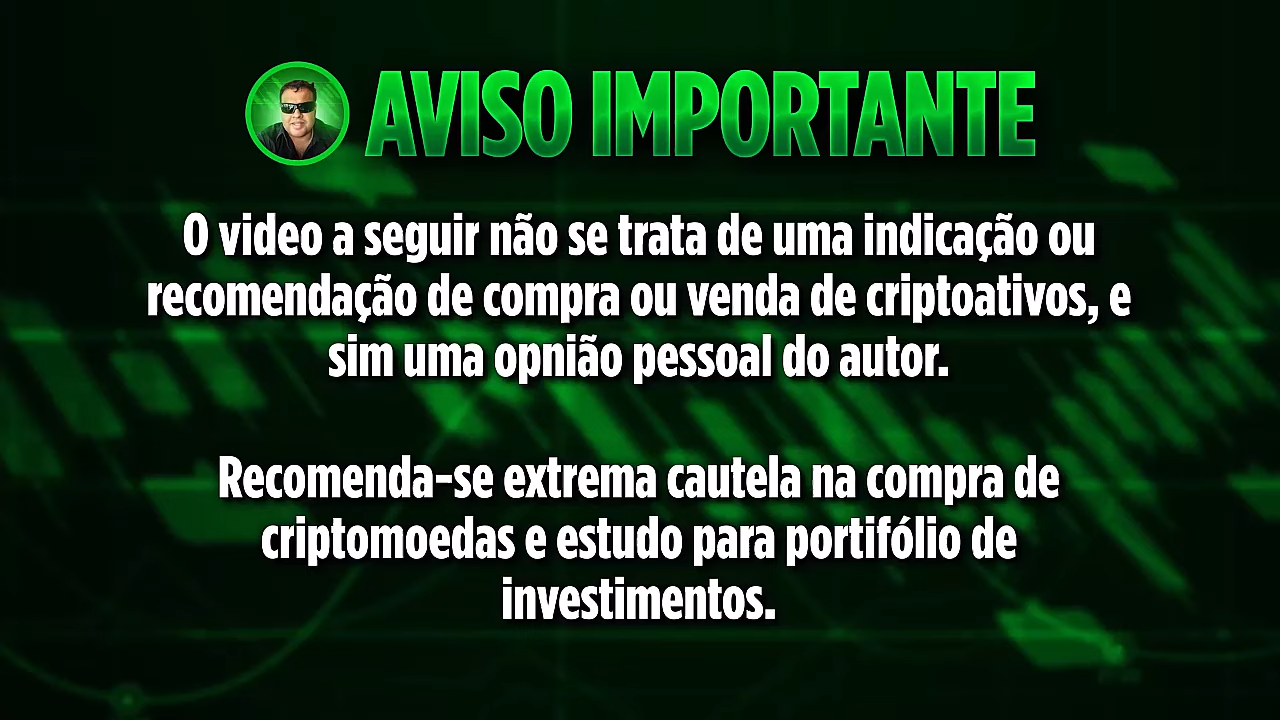 AVISO IMPORTANTE
O video a seguir não se trata de uma indicação ou
recomendação de compra ou venda de criptoativos, e
sim uma opnião pessoal do autor.
Recomenda-se extrema cautela na compra de
criptomoedas e estudo para portifólio de
investimentos.